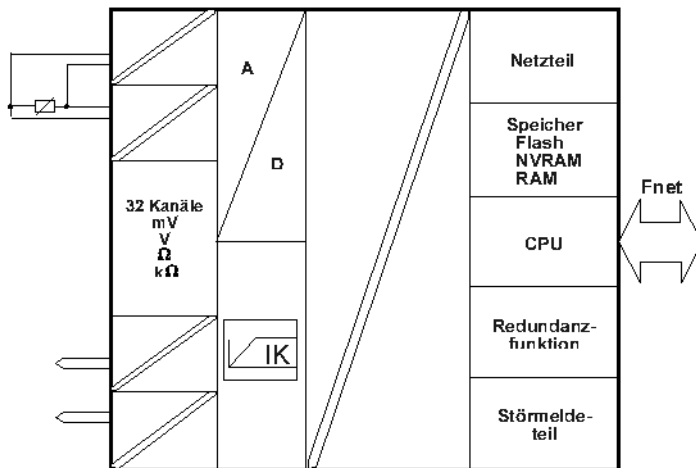 A
D
32 Kanäle
mV
V
Ω
kΩ
IK
Netzteil
Speicher
Flash
NVRAM
RAM
CPU
Redundanz-
funktion
Störmelde-
teil
Fnet